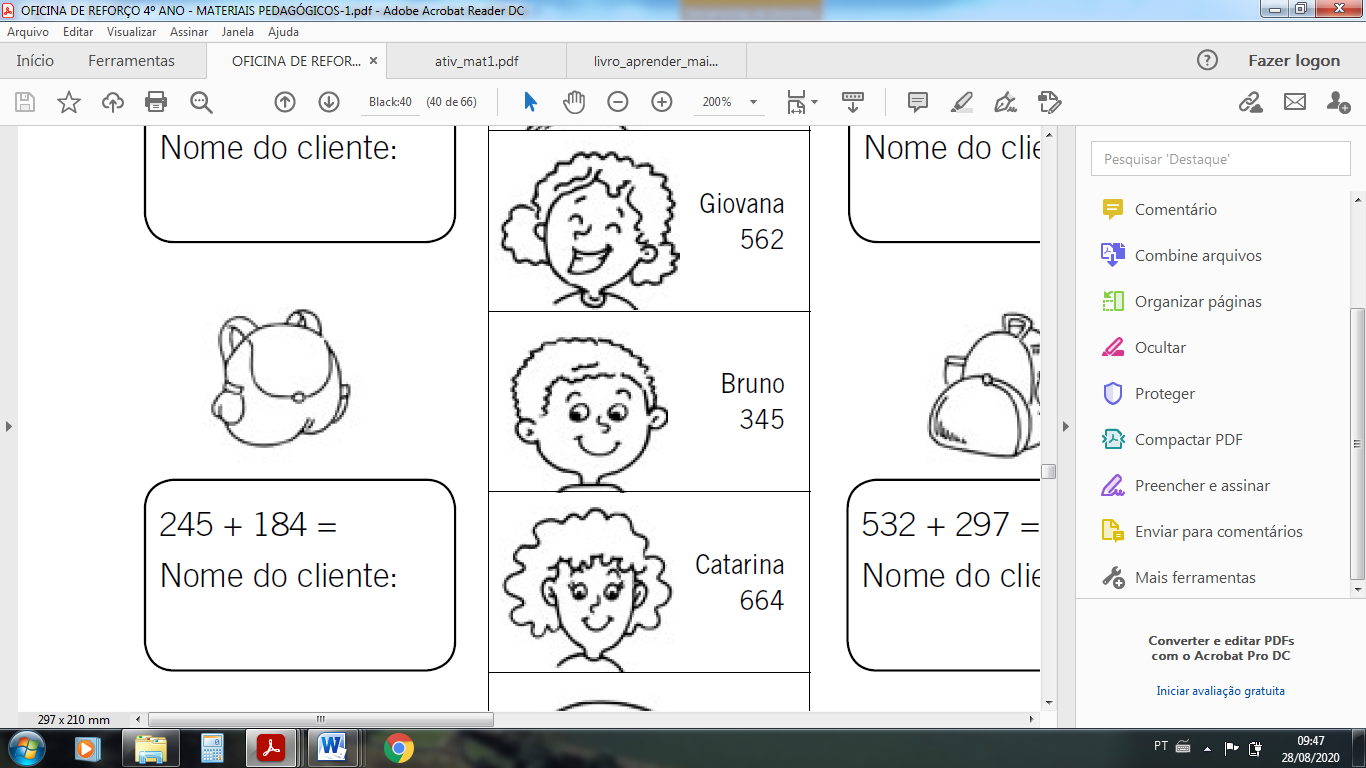 OFICINA DE REFORÇO 4º ANO - MATERIAIS PEDAGÓGICOS-1.pdf - Adobe Acrobat Reader DC
Arquivo Editar Visualizar Assinar Janela Ajuda
Início Ferramentas OFICINA DE REFOR... × ativ_mat1.pdf livro_aprender_mai... Fazer logon
Black:40 (40 de 66) 200%
Nome do cliente:
Giovana
562
Bruno
345
245 + 184 =
Nome do cliente:
Catarina
664
Nome do clie
532 + 297 =
Nome do clie
Pesquisar 'Destaque'
Comentário
Combine arquivos
Organizar páginas
Ocultar
Proteger
Compactar PDF
Preencher e assinar
Enviar para comentários
Mais ferramentas
Converter e editar PDFs
com o Acrobat Pro DC
Iniciar avaliação gratuita
297 x 210 mm
PT
09:47
28/08/2020